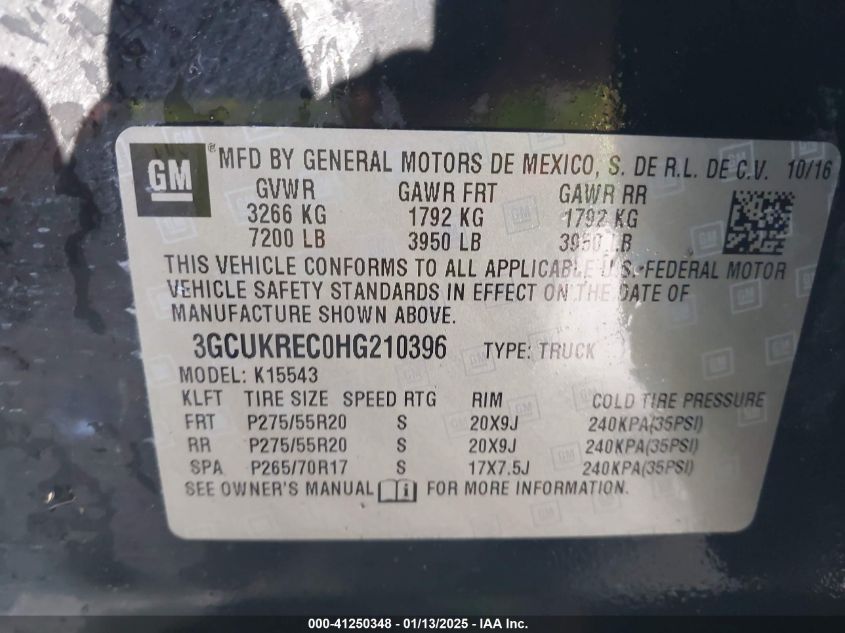 GM ® MFD BY GENERAL MOTORS DE MEXICO, S. DE R.L. DE C.V. 10/16
GVWR GAWR FRT GAWR RR
3266 KG 1792 KG 1792 KG
7200 LB 3950 LB 3950 LB
THIS VEHICLE CONFORMS TO ALL APPLICABLE U.S. FEDERAL MOTOR
VEHICLE SAFETY STANDARDS IN EFFECT ON THE DATE OF
MANUFACTURE SHOWN ABOVE.
3GCUKREC0HG210396 TYPE: TRUCK
MODEL: K15543
KLFT TIRE SIZE SPEED RTG RIM COLD TIRE PRESSURE
FRT P275/55R20 S 20X9J 240KPA(35PSI)
RR P275/55R20 S 20X9J 240KPA(35PSI)
SPA P265/70R17 S 17X7.5J 240KPA(35PSI)
SEE OWNER'S MANUAL FOR MORE INFORMATION.
000-41250348 — 01/13/2025 — IAA Inc.